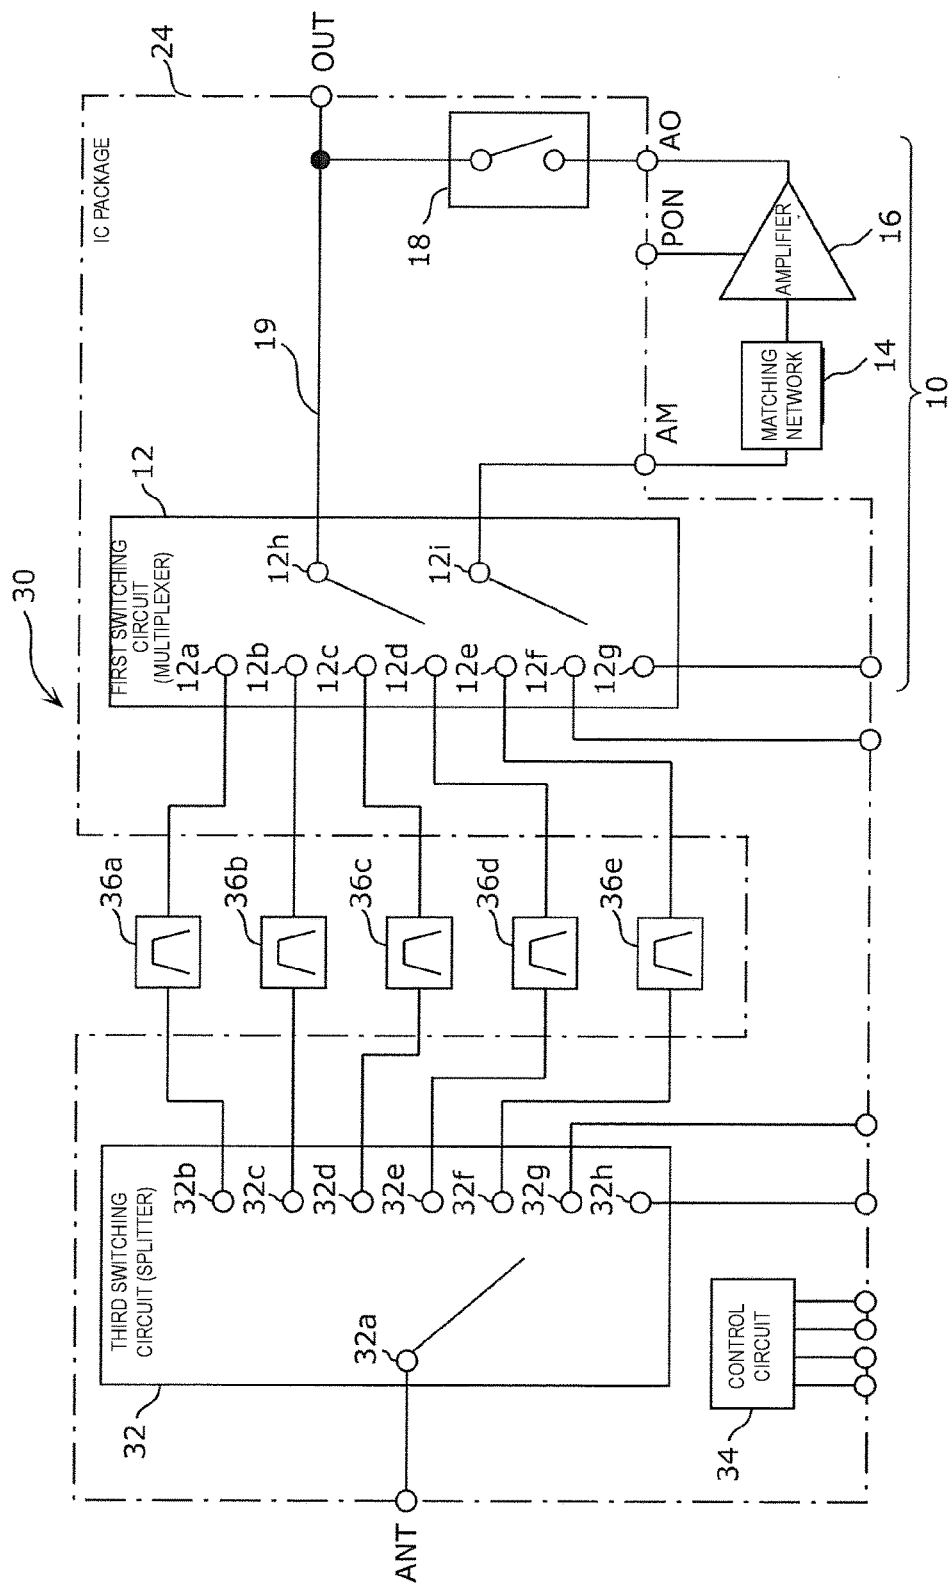 30
IC PACKAGE
24
OUT
THIRD SWITCHING
CIRCUIT (SPLITTER)
32
32a
32b
32c
32d
32e
32f
32g
32h
ANT
CONTROL
CIRCUIT
34
36a
36b
36c
36d
36e
FIRST SWITCHING
CIRCUIT
(MULTIPLEXER)
12
12a
12b
12c
12d
12e
12f
12g
12h
12i
19
18
AM
PON
AO
MATCHING
NETWORK
14
AMPLIFIER
16
10